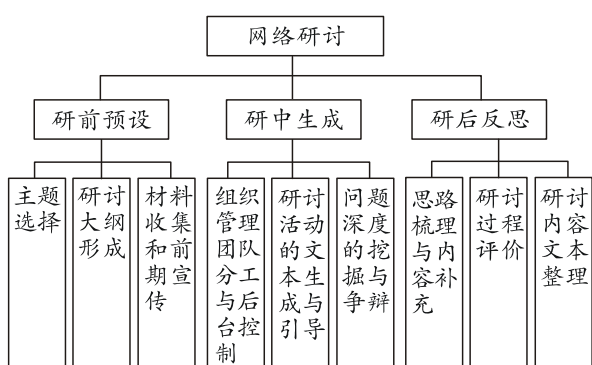 网络研讨
研前预设
研中生成
研后反思
主题
选择
研讨
大纲
形成
材料
收集
和前
期宣
传
组织
管理
团队
分工
与后
台控
制
研讨
活动
的文
本生
成与
引导
问题
深度
的挖
掘与
争辩
思路
梳理
与内
容补
充
研讨
过程
评价
研讨
内容
文本
整理